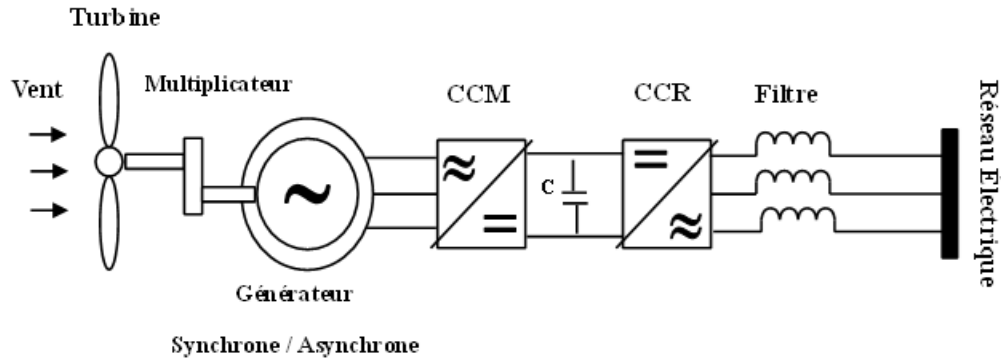 Turbine
Vent
Multiplicateur
CCM
CCR
Filtre
Réseau Électrique
C
Générateur
Synchrone / Asynchrone